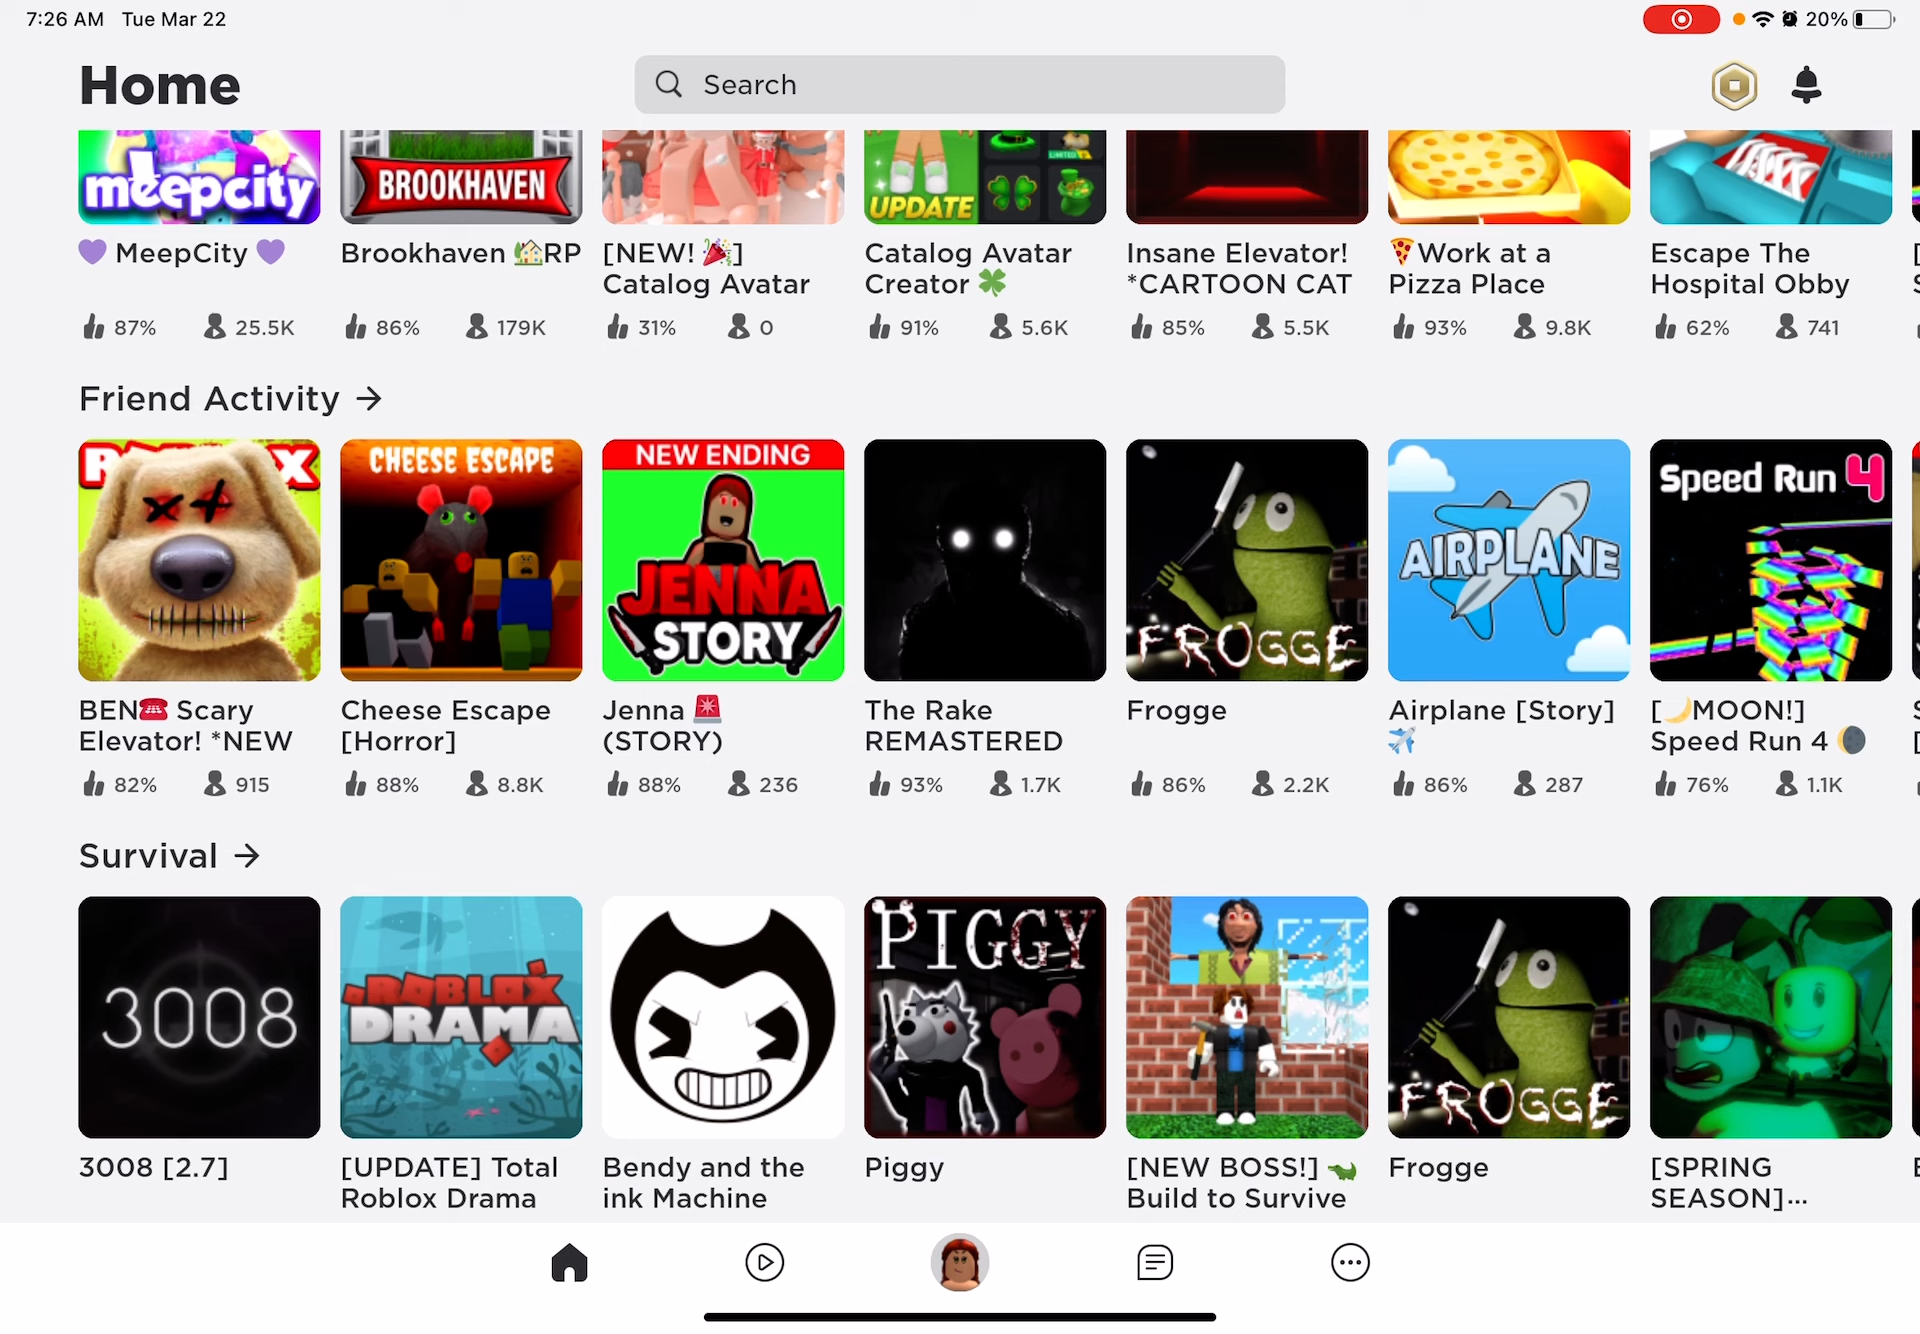 7:26 AM Tue Mar 22
20%
Home
Search
meepcity
BROOKHAVEN
UPDATE
LIMITED
💜 MeepCity 💜
Brookhaven 🏡RP
[NEW! 🎉]
Catalog Avatar
Catalog Avatar
Creator 🍀
Insane Elevator!
*CARTOON CAT
🍕Work at a
Pizza Place
Escape The
Hospital Obby
87% 25.5K
86% 179K
31% 0
91% 5.6K
85% 5.5K
93% 9.8K
62% 741
Friend Activity →
ROBLOX
CHEESE ESCAPE
NEW ENDING
JENNA
STORY
FROGGE
AIRPLANE
Speed Run 4
BEN☎️ Scary
Elevator! *NEW
Cheese Escape
[Horror]
Jenna 🚨
(STORY)
The Rake
REMASTERED
Frogge
Airplane [Story]
✈️
[🌙MOON!]
Speed Run 4 🌘
82% 915
88% 8.8K
88% 236
93% 1.7K
86% 2.2K
86% 287
76% 1.1K
Survival →
3008
ROBLOX
DRAMA
PIGGY
FROGGE
3008 [2.7]
[UPDATE] Total
Roblox Drama
Bendy and the
ink Machine
Piggy
[NEW BOSS!] 🐊
Build to Survive
Frogge
[SPRING
SEASON]...